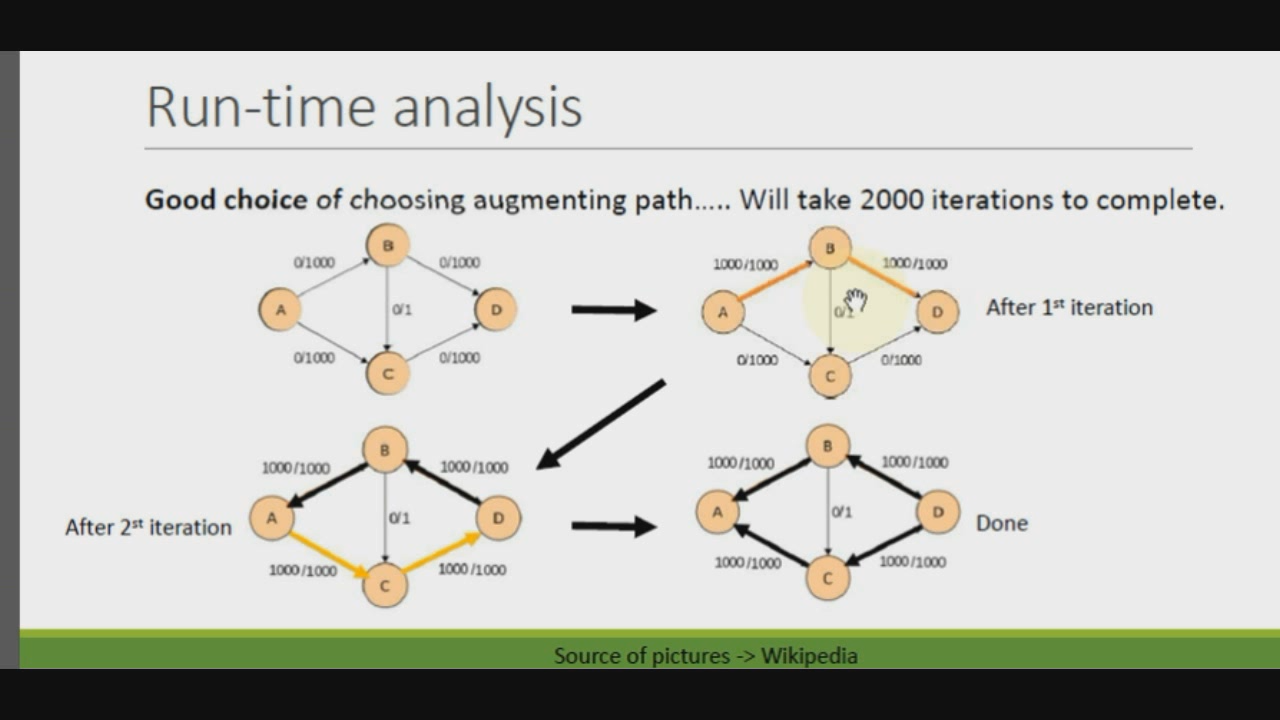 Run-time analysis
Good choice of choosing augmenting path..... Will take 2000 iterations to complete.
B
0/1000 0/1000
A 0/1 D
0/1000 0/1000
C
B
1000/1000 1000/1000
A D
0/1000 0/1000
C
After 1st iteration
B
1000/1000 1000/1000
A 0/1 D
1000/1000 1000/1000
C
After 2st iteration
B
1000/1000 1000/1000
A 0/1 D
1000/1000 1000/1000
C
Done
Source of pictures -> Wikipedia